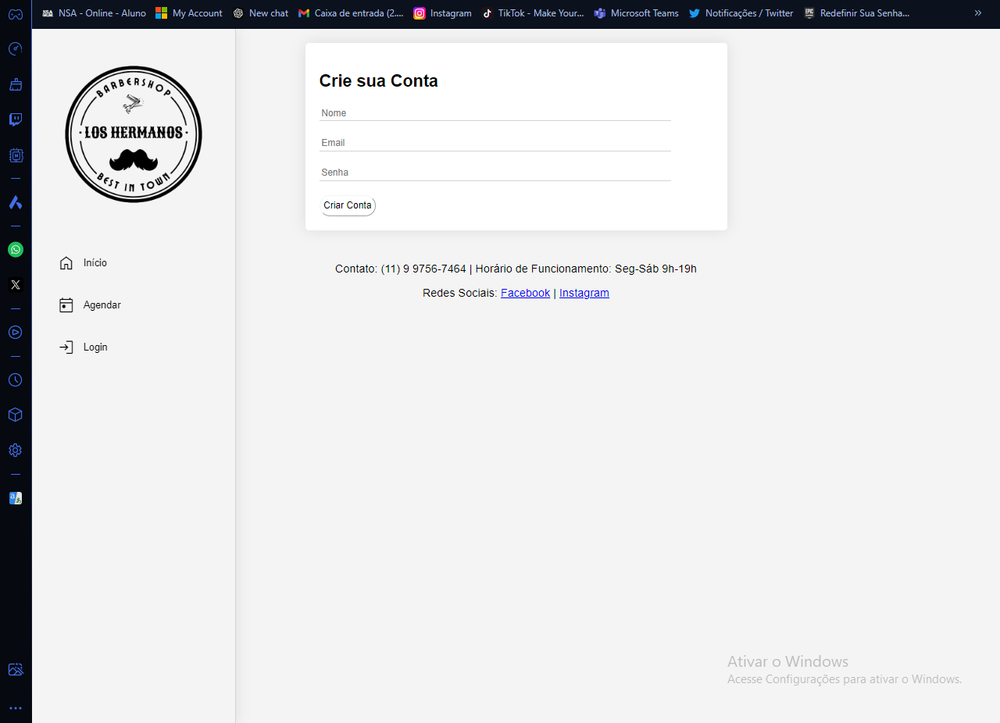 NSA - Online - Aluno My Account New chat Caixa de entrada (2.... Instagram TikTok - Make Your... Microsoft Teams Notificações / Twitter Redefinir Sua Senha... »
BARBERSHOP
· LOS HERMANOS ·
BEST IN TOWN
Início
Agendar
Login
Crie sua Conta
Nome
Email
Senha
Criar Conta
Contato: (11) 9 9756-7464 | Horário de Funcionamento: Seg-Sáb 9h-19h
Redes Sociais: Facebook | Instagram
Ativar o Windows
Acesse Configurações para ativar o Windows.